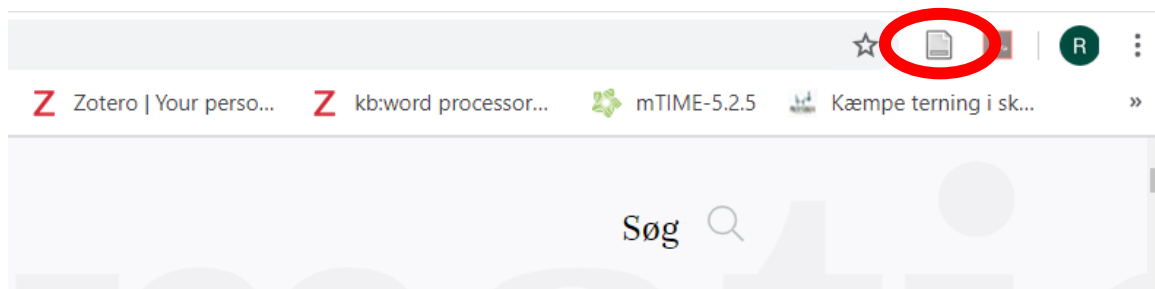 R
Z Zotero | Your perso... Z kb:word processor... mTIME-5.2.5 Kæmpe terning i sk... »
Søg